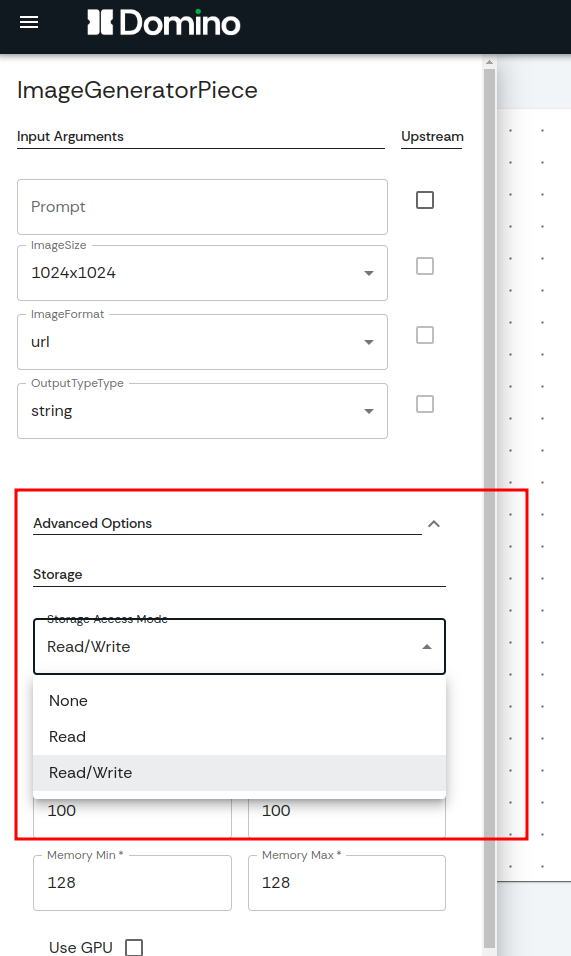 Domino
ImageGeneratorPiece
Input Arguments Upstream
Prompt
ImageSize
1024x1024
ImageFormat
url
OutputTypeType
string
Advanced Options
Storage
Storage Access Mode
Read/Write
None
Read
Read/Write
100 100
Memory Min * Memory Max *
128 128
Use GPU